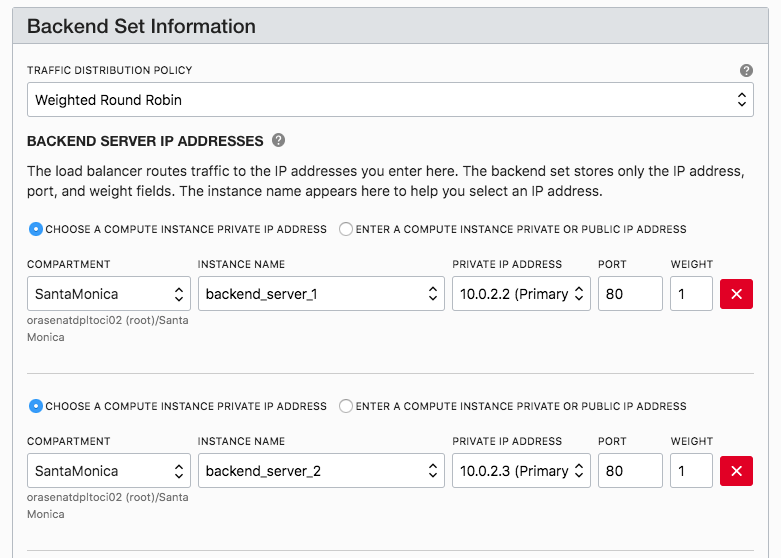 Backend Set Information
TRAFFIC DISTRIBUTION POLICY ?
Weighted Round Robin
BACKEND SERVER IP ADDRESSES ?
The load balancer routes traffic to the IP addresses you enter here. The backend set stores only the IP address,
port, and weight fields. The instance name appears here to help you select an IP address.
CHOOSE A COMPUTE INSTANCE PRIVATE IP ADDRESS ENTER A COMPUTE INSTANCE PRIVATE OR PUBLIC IP ADDRESS
COMPARTMENT INSTANCE NAME PRIVATE IP ADDRESS PORT WEIGHT
SantaMonica backend_server_1 10.0.2.2 (Primary 80 1
orasenatdpltoci02 (root)/Santa
Monica
CHOOSE A COMPUTE INSTANCE PRIVATE IP ADDRESS ENTER A COMPUTE INSTANCE PRIVATE OR PUBLIC IP ADDRESS
COMPARTMENT INSTANCE NAME PRIVATE IP ADDRESS PORT WEIGHT
SantaMonica backend_server_2 10.0.2.3 (Primary 80 1
orasenatdpltoci02 (root)/Santa
Monica